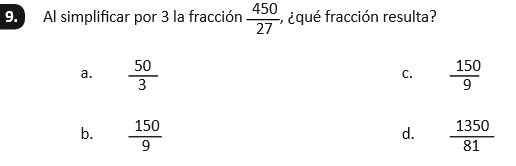 9. Al simplificar por 3 la fracción 450/27, ¿qué fracción resulta?
a. 50/3
c. 150/9
b. 150/9
d. 1350/81